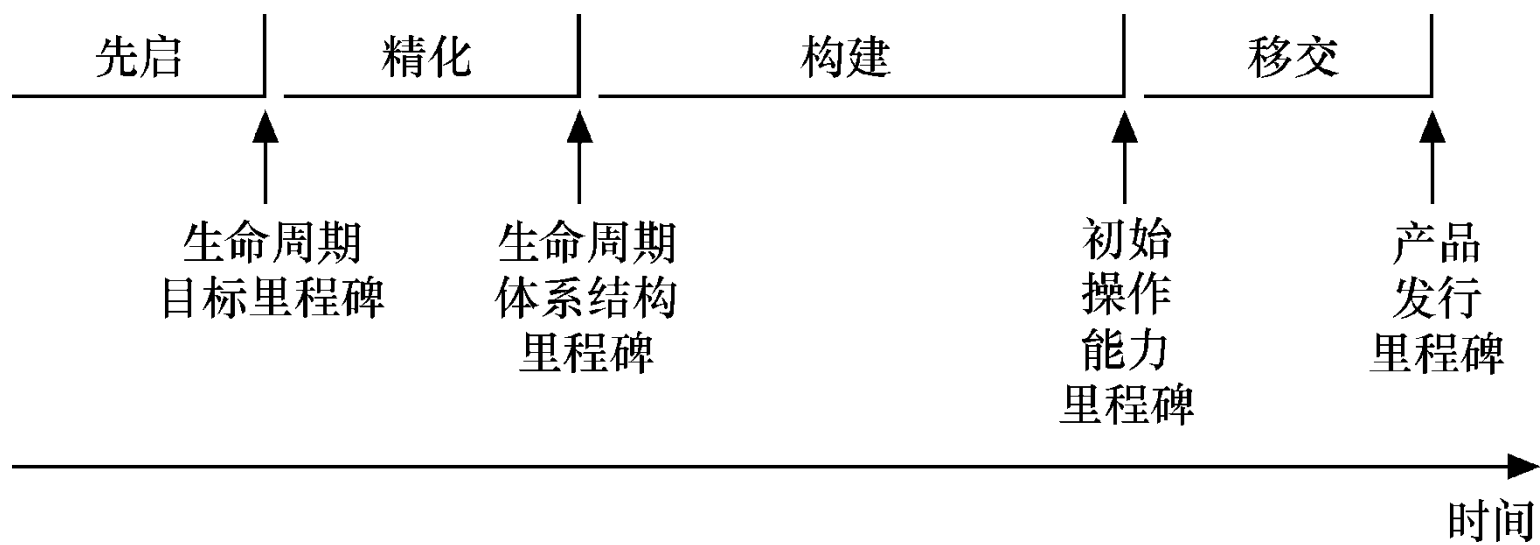 先启
精化
构建
移交
生命周期
目标里程碑
生命周期
体系结构
里程碑
初始
操作
能力
里程碑
产品
发行
里程碑
时间